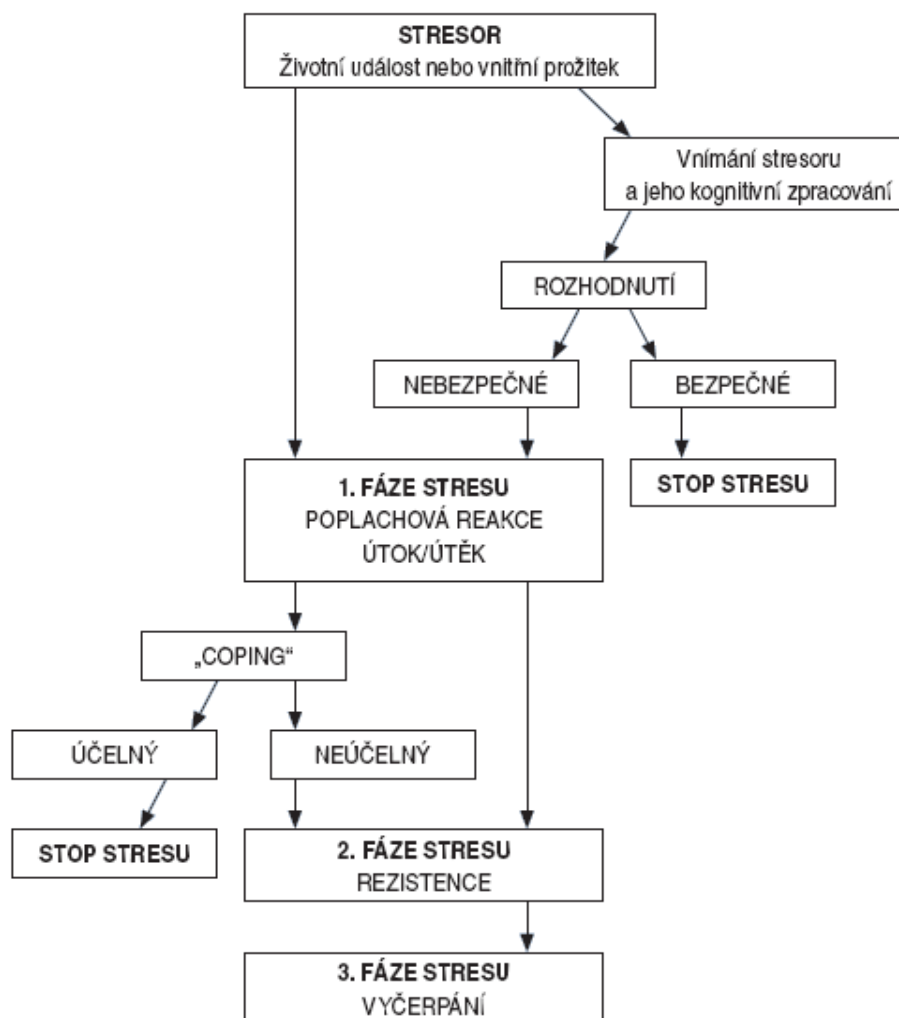 STRESOR
Životní událost nebo vnitřní prožitek
Vnímání stresoru
a jeho kognitivní zpracování
ROZHODNUTÍ
NEBEZPEČNÉ
BEZPEČNÉ
1. FÁZE STRESU
POPLACHOVÁ REAKCE
ÚTOK/ÚTĚK
STOP STRESU
„COPING“
ÚČELNÝ
NEÚČELNÝ
STOP STRESU
2. FÁZE STRESU
REZISTENCE
3. FÁZE STRESU
VYČERPÁNÍ